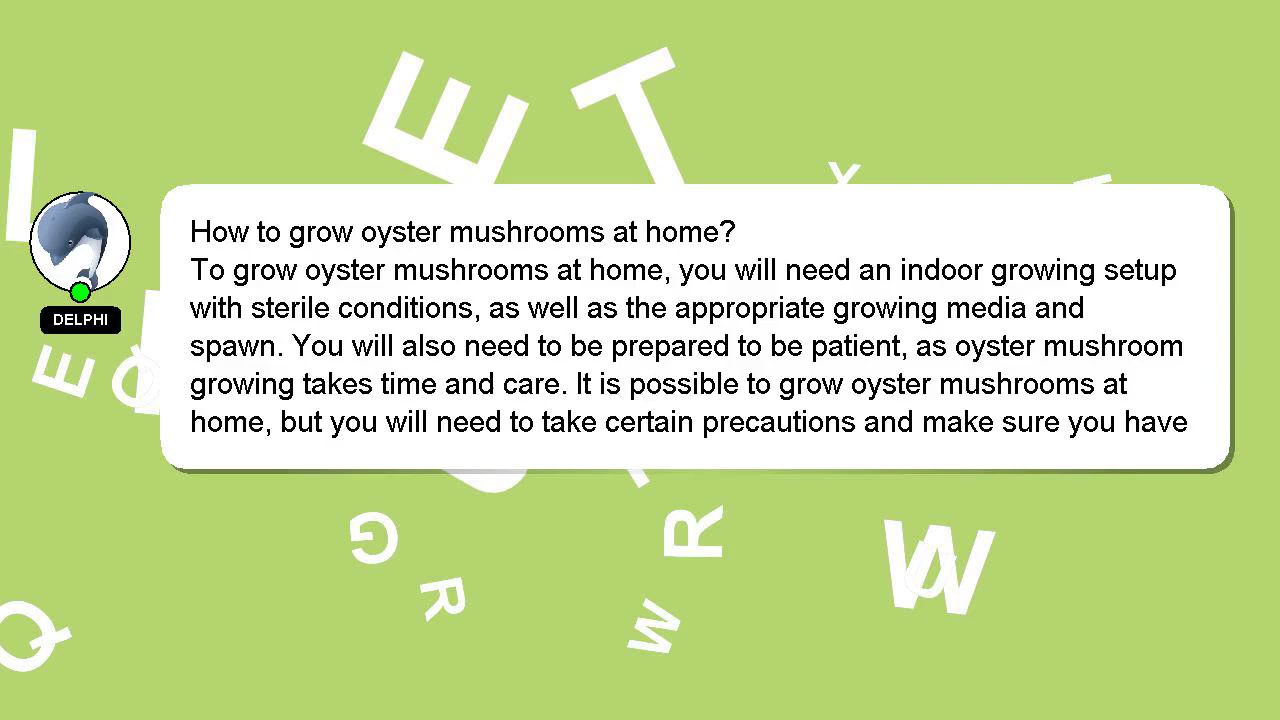 How to grow oyster mushrooms at home?
To grow oyster mushrooms at home, you will need an indoor growing setup
with sterile conditions, as well as the appropriate growing media and
spawn. You will also need to be prepared to be patient, as oyster mushroom
growing takes time and care. It is possible to grow oyster mushrooms at
home, but you will need to take certain precautions and make sure you have
DELPHI
E
T
I
X
E
Q
G
R
R
W
W
U
Q